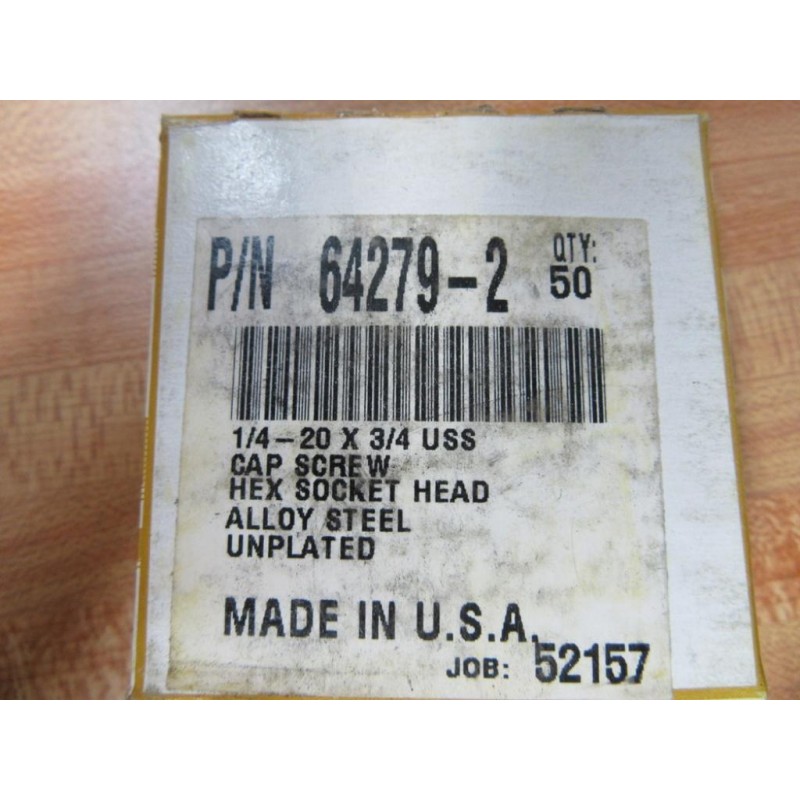 P/N 64279-2 QTY: 50
1/4-20 X 3/4 USS
CAP SCREW
HEX SOCKET HEAD
ALLOY STEEL
UNPLATED
MADE IN U.S.A.
JOB: 52157